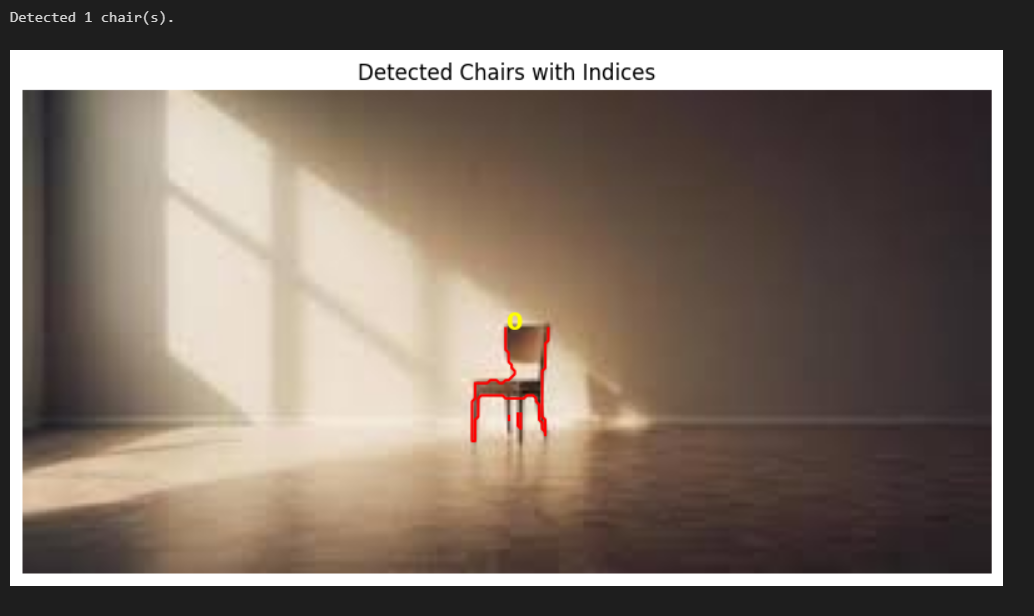 Detected 1 chair(s).
Detected Chairs with Indices
0